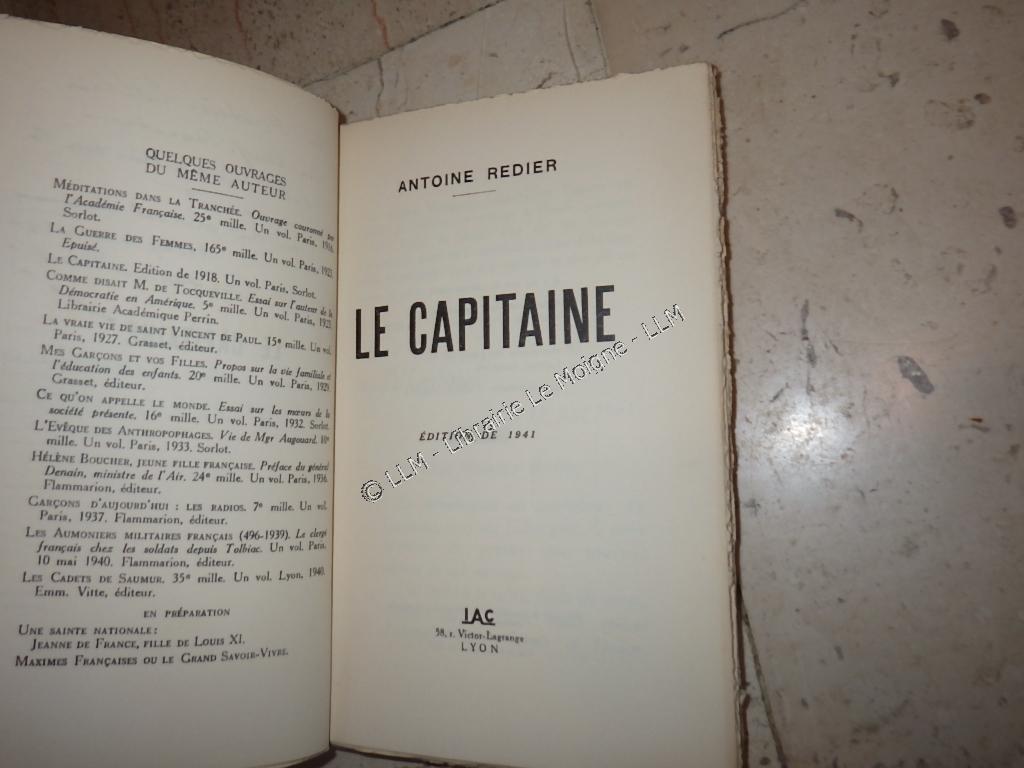 QUELQUES OUVRAGES
DU MÊME AUTEUR
MÉDITATIONS DANS LA TRANCHÉE. Ouvrage couronné par
l'Académie Française. 25e mille. Un vol. Paris, 1916.
Sorlot.
LA GUERRE DES FEMMES. 165e mille. Un vol. Paris, 1923.
Epuisé.
LE CAPITAINE. Edition de 1918. Un vol. Paris, Sorlot.
COMME DISAIT M. DE TOCQUEVILLE. Essai sur l'auteur de la
Démocratie en Amérique. 5e mille. Un vol. Paris, 1925.
Librairie Académique Perrin.
LA VRAIE VIE DE SAINT VINCENT DE PAUL. 15e mille. Un vol.
Paris, 1927. Grasset, éditeur.
MES GARÇONS ET VOS FILLES. Propos sur la vie familiale et
l'éducation des enfants. 20e mille. Un vol. Paris, 1929.
Grasset, éditeur.
CE QU'ON APPELLE LE MONDE. Essai sur les mœurs de la
société présente. 16e mille. Un vol. Paris, 1932. Sorlot.
L'EVÊQUE DES ANTHROPOPHAGES. Vie de Mgr Augouard. 10e
mille. Un vol. Paris, 1933. Sorlot.
HÉLÈNE BOUCHER, JEUNE FILLE FRANÇAISE. Préface du général
Denain, ministre de l'Air. 24e mille. Un vol. Paris, 1936.
Flammarion, éditeur.
GARÇONS D'AUJOURD'HUI : LES RADIOS. 7e mille. Un vol.
Paris, 1937. Flammarion, éditeur.
LES AUMONIERS MILITAIRES FRANÇAIS (496-1939). Le clergé
français chez les soldats depuis Tolbiac. Un vol. Paris,
10 mai 1940. Flammarion, éditeur.
LES CADETS DE SAUMUR. 35e mille. Un vol. Lyon, 1940.
Emm. Vitte, éditeur.
EN PRÉPARATION
UNE SAINTE NATIONALE :
JEANNE DE FRANCE, FILLE DE LOUIS XI.
MAXIMES FRANÇAISES OU LE GRAND SAVOIR-VIVRE.
ANTOINE REDIER
LE CAPITAINE
ÉDITION DE 1941
IAC
58, r. Victor-Lagrange
LYON
© LLM - Librairie Le Moigne - LLM